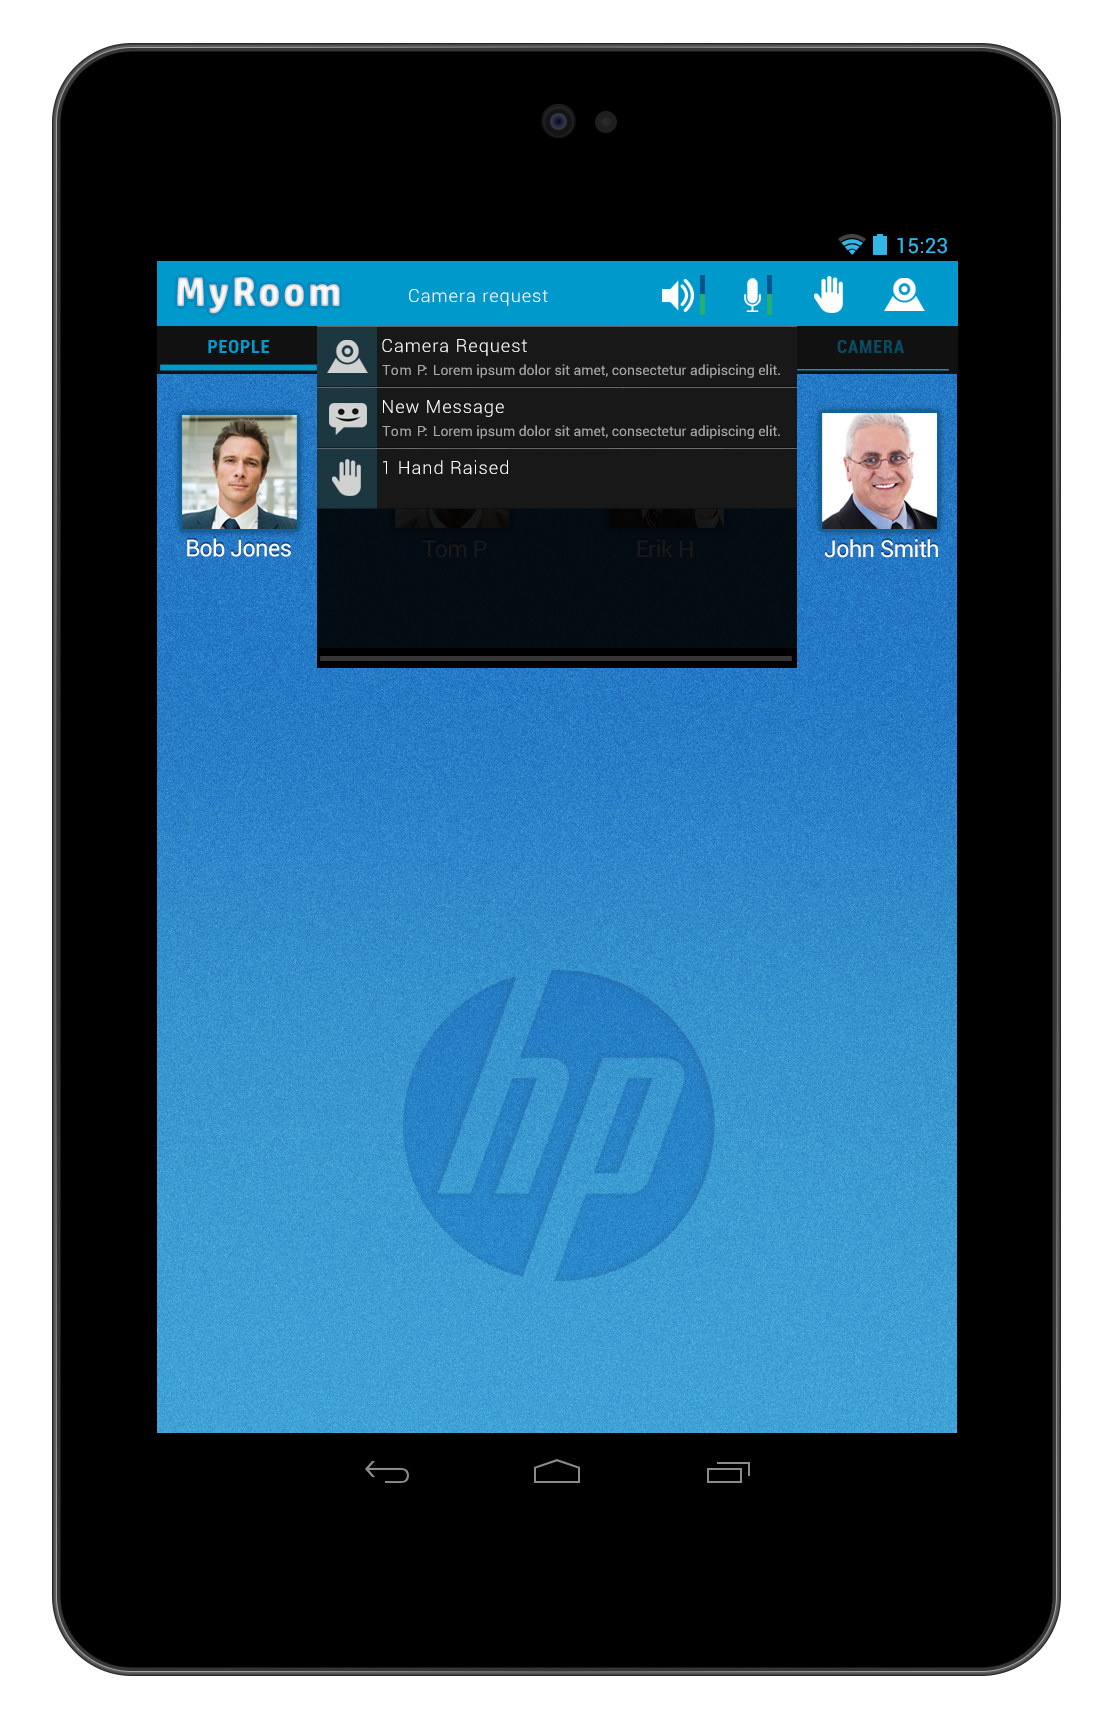 15:23
MyRoom
Camera request
PEOPLE
CAMERA
Camera Request
Tom P: Lorem ipsum dolor sit amet, consectetur adipiscing elit.
New Message
Tom P: Lorem ipsum dolor sit amet, consectetur adipiscing elit.
1 Hand Raised
Bob Jones
Tom P
Erik H
John Smith
hp